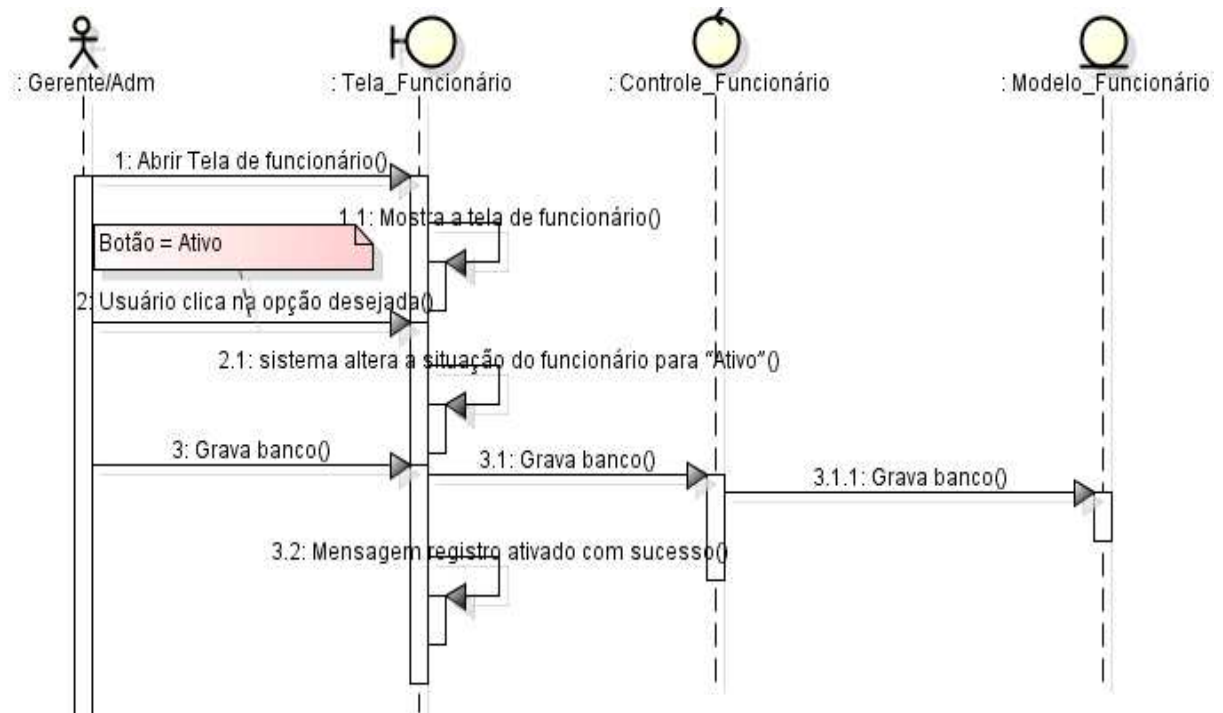 : Gerente/Adm
: Tela_Funcionário
: Controle_Funcionário
: Modelo_Funcionário
1: Abrir Tela de funcionário()
1.1: Mostra a tela de funcionário()
Botão = Ativo
2: Usuário clica na opção desejada()
2.1: sistema altera a situação do funcionário para “Ativo”()
3: Grava banco()
3.1: Grava banco()
3.1.1: Grava banco()
3.2: Mensagem registro ativado com sucesso()